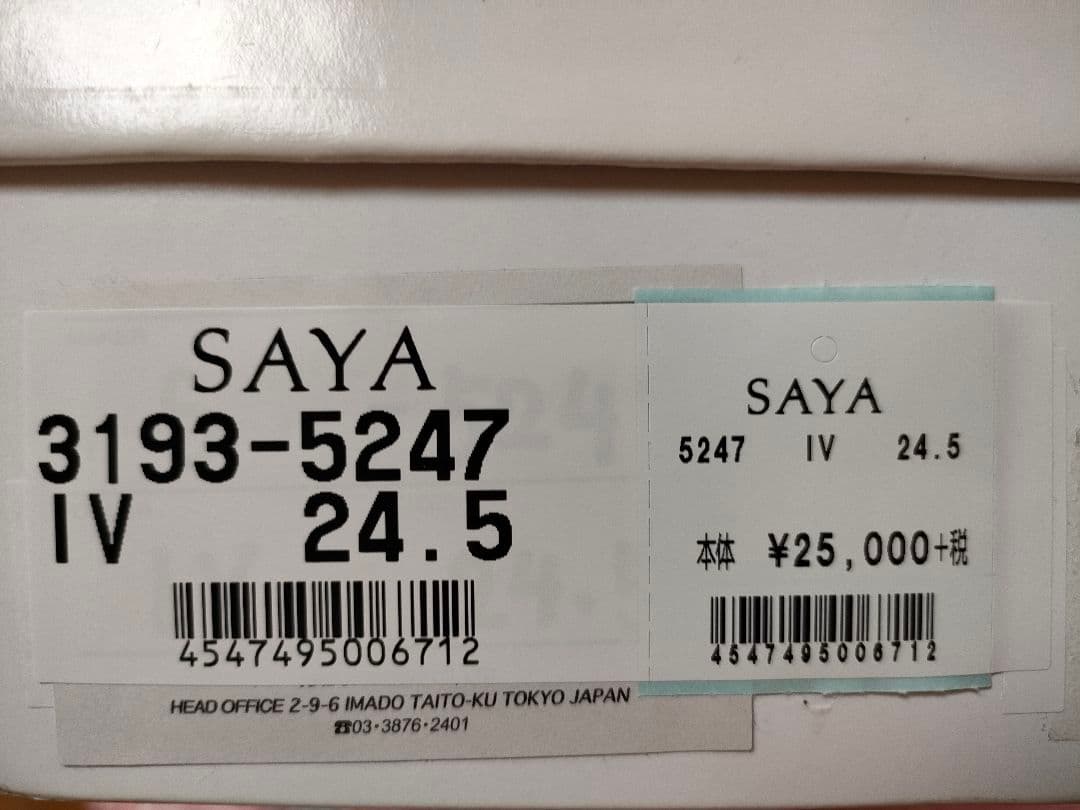 SAYA
3193-5247
IV 24.5
4547495006712
HEAD OFFICE 2-9-6 IMADO TAITO-KU TOKYO JAPAN
☎03・3876・2401
SAYA
5247 IV 24.5
本体 ¥25,000+税
4547495006712